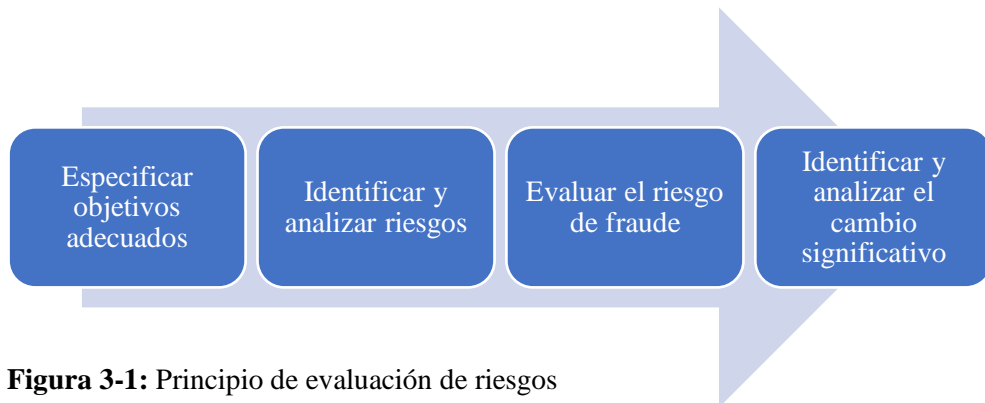 Especificar
objetivos
adecuados
Identificar y
analizar riesgos
Evaluar el riesgo
de fraude
Identificar y
analizar el
cambio
significativo
Figura 3-1: Principio de evaluación de riesgos